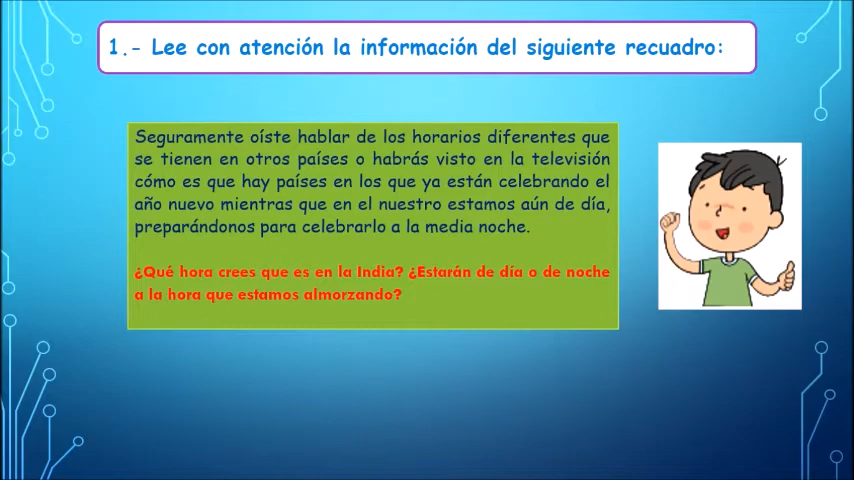 1.- Lee con atención la información del siguiente recuadro:
Seguramente oíste hablar de los horarios diferentes que
se tienen en otros países o habrás visto en la televisión
cómo es que hay países en los que ya están celebrando el
año nuevo mientras que en el nuestro estamos aún de día,
preparándonos para celebrarlo a la media noche.
¿Qué hora crees que es en la India? ¿Estarán de día o de noche
a la hora que estamos almorzando?